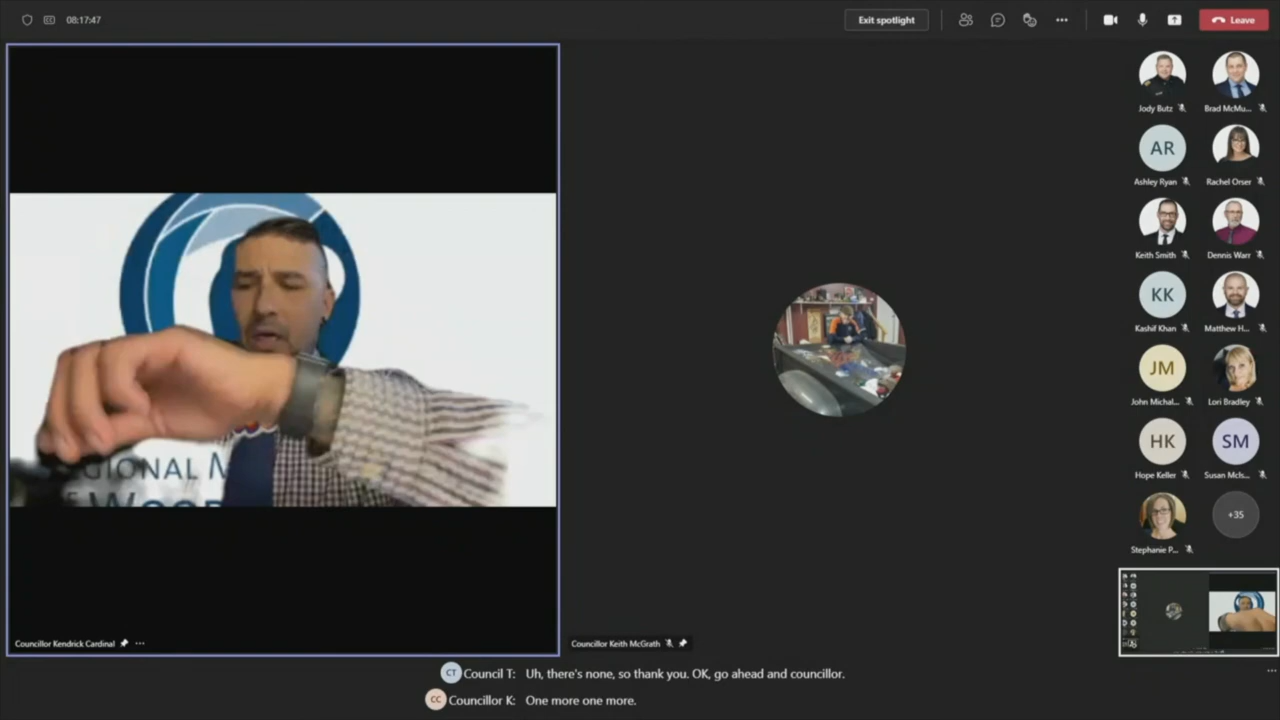 08:17:47
Exit spotlight
Leave
Jody Butz
Brad McMu...
AR
Ashley Ryan
Rachel Orser
Keith Smith
Dennis Warr
KK
Kashif Khan
Matthew H...
JM
John Michal...
Lori Bradley
HK
SM
Hope Keller
Susan McIs...
+35
Stephanie P...
GIONAL M
WOOD
Councillor Kendrick Cardinal
Councillor Keith McGrath
CT Council T: Uh, there's none, so thank you. OK, go ahead and councillor.
CC Councillor K: One more one more.